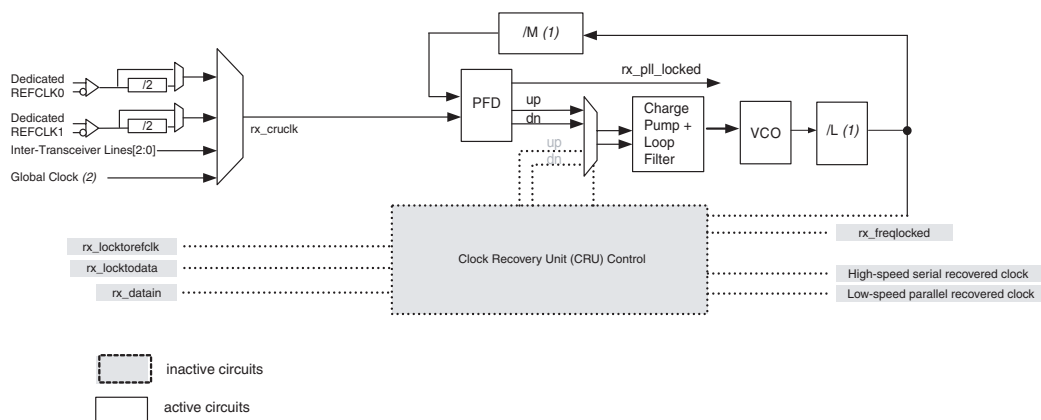 /M (1)
rx_pll_locked
Dedicated
REFCLK0
/2
PFD
up
dn
Charge
Pump +
Loop
Filter
VCO
/L (1)
Dedicated
REFCLK1
/2
rx_cruclk
Inter-Transceiver Lines[2:0]
up
dn
Global Clock (2)
rx_locktorefclk
rx_locktodata
rx_datain
Clock Recovery Unit (CRU) Control
rx_freqlocked
High-speed serial recovered clock
Low-speed parallel recovered clock
inactive circuits
active circuits